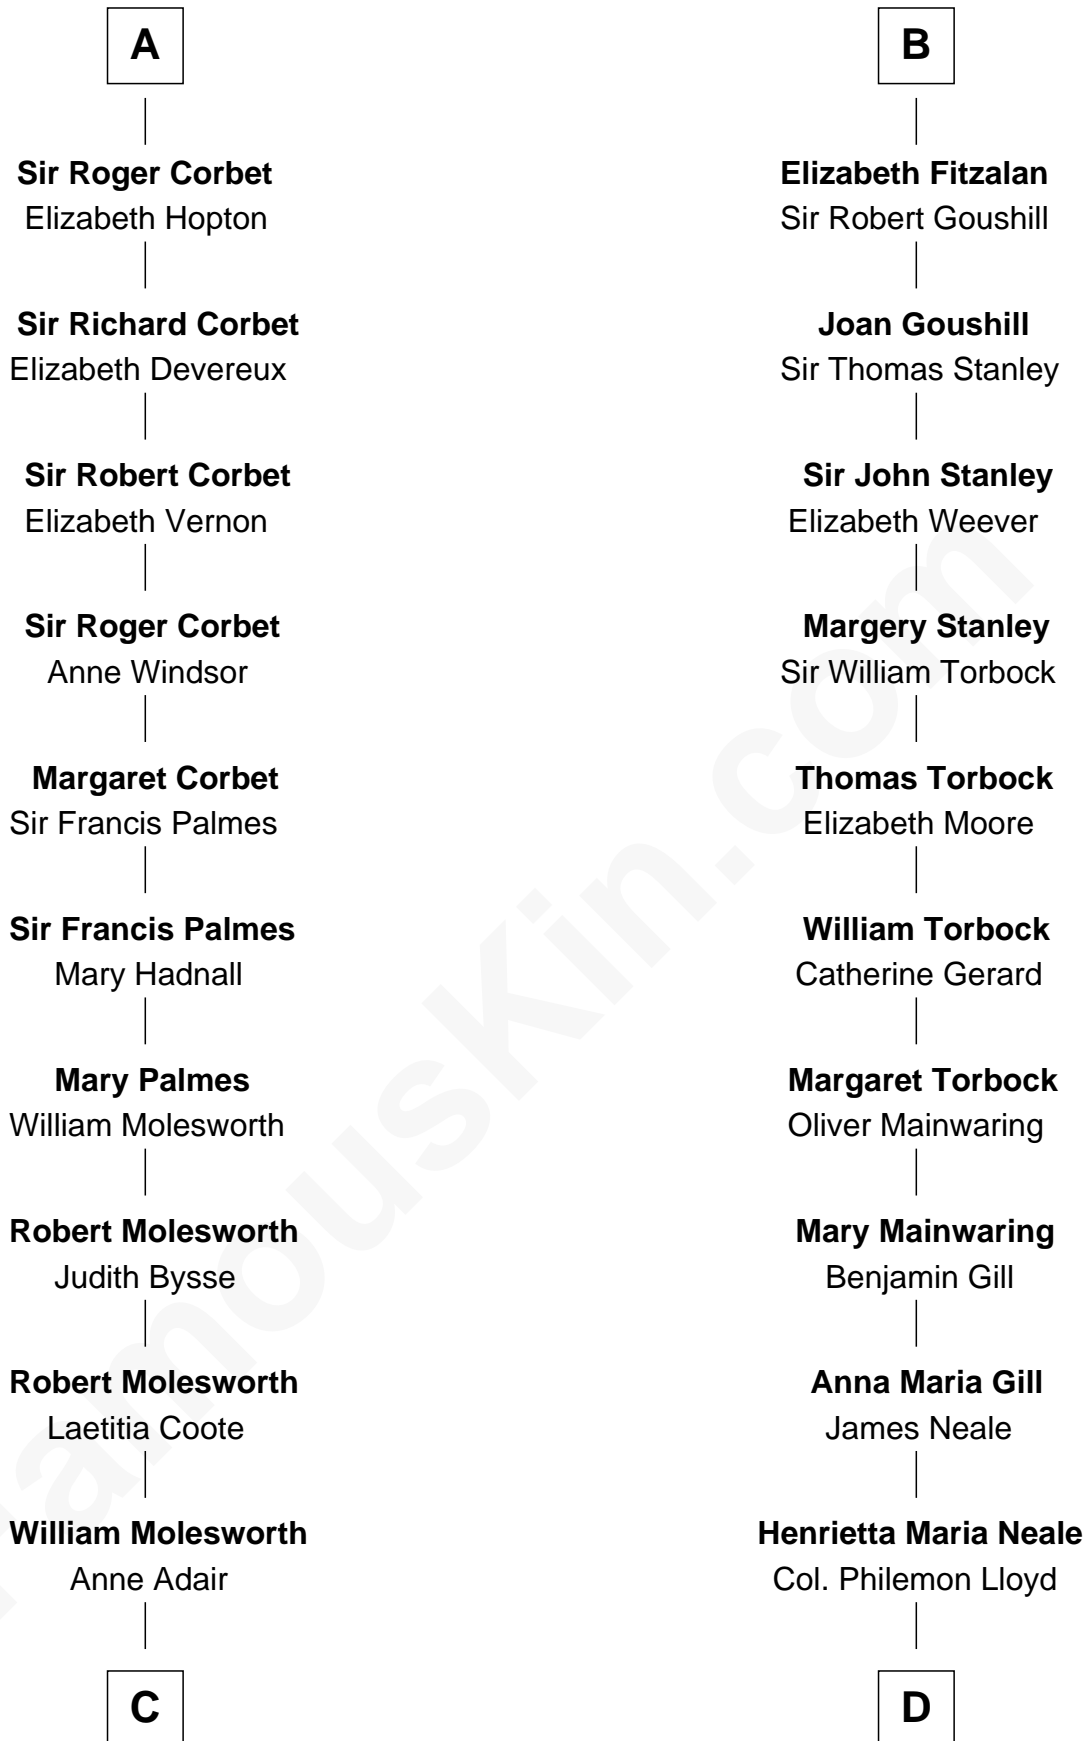 A
Sir Roger Corbet
Elizabeth Hopton
Sir Richard Corbet
Elizabeth Devereux
Sir Robert Corbet
Elizabeth Vernon
Sir Roger Corbet
Anne Windsor
Margaret Corbet
Sir Francis Palmes
Sir Francis Palmes
Mary Hadnall
Mary Palmes
William Molesworth
Robert Molesworth
Judith Bysse
Robert Molesworth
Laetitia Coote
William Molesworth
Anne Adair
C
B
Elizabeth Fitzalan
Sir Robert Goushill
Joan Goushill
Sir Thomas Stanley
Sir John Stanley
Elizabeth Weever
Margery Stanley
Sir William Torbock
Thomas Torbock
Elizabeth Moore
William Torbock
Catherine Gerard
Margaret Torbock
Oliver Mainwaring
Mary Mainwaring
Benjamin Gill
Anna Maria Gill
James Neale
Henrietta Maria Neale
Col. Philemon Lloyd
D
FamousKin.com